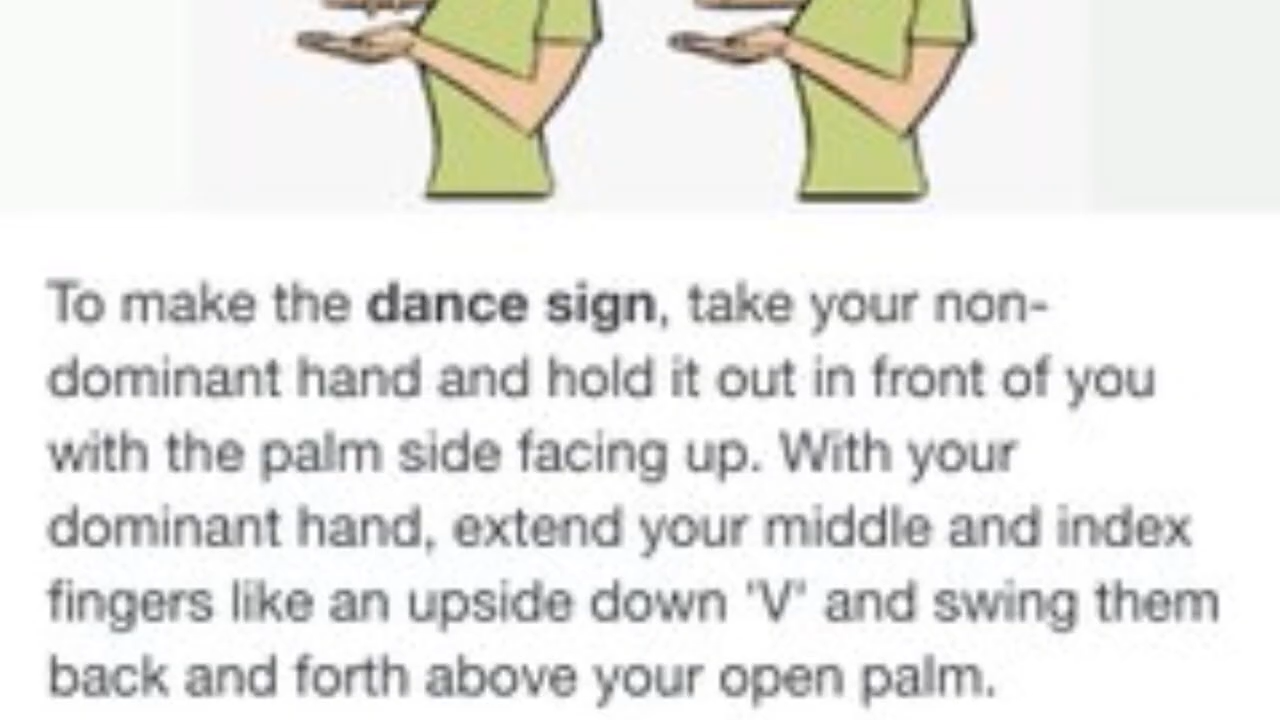 To make the dance sign, take your non-
dominant hand and hold it out in front of you
with the palm side facing up. With your
dominant hand, extend your middle and index
fingers like an upside down 'V' and swing them
back and forth above your open palm.